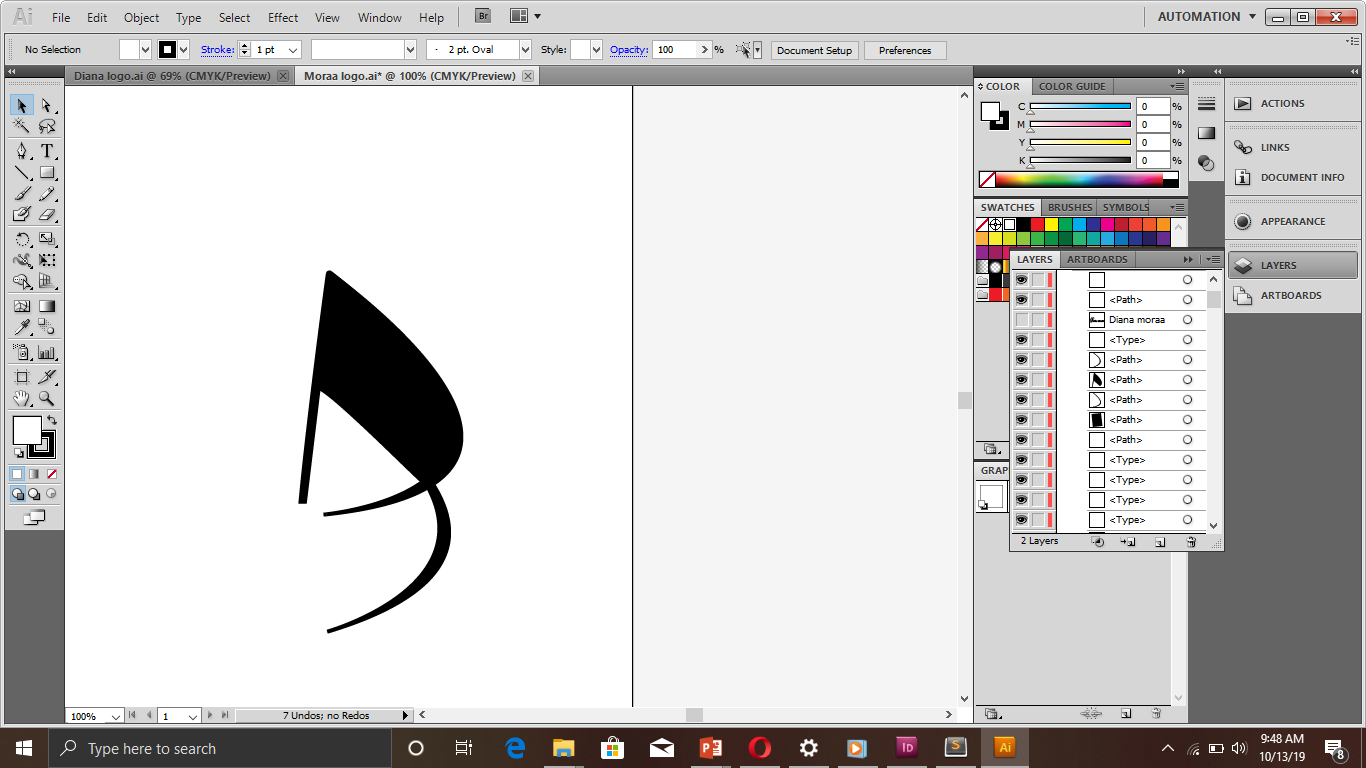 Ai File Edit Object Type Select Effect View Window Help Br AUTOMATION
No Selection Stroke: 1 pt 2 pt. Oval Style: Opacity: 100 % Document Setup Preferences
Diana logo.ai @ 69% (CMYK/Preview) Moraa logo.ai* @ 100% (CMYK/Preview)
COLOR COLOR GUIDE
C 0 %
M 0 %
Y 0 %
K 0 %
SWATCHES BRUSHES SYMBOLS
LAYERS ARTBOARDS
<Path>
Diana moraa
<Type>
<Path>
<Path>
<Path>
<Path>
<Path>
<Type>
<Type>
<Type>
<Type>
2 Layers
GRAP
ACTIONS
LINKS
DOCUMENT INFO
APPEARANCE
LAYERS
ARTBOARDS
T
100% 1 7 Undos; no Redos
Type here to search
Id
S
Ai
9:48 AM
10/13/19
8